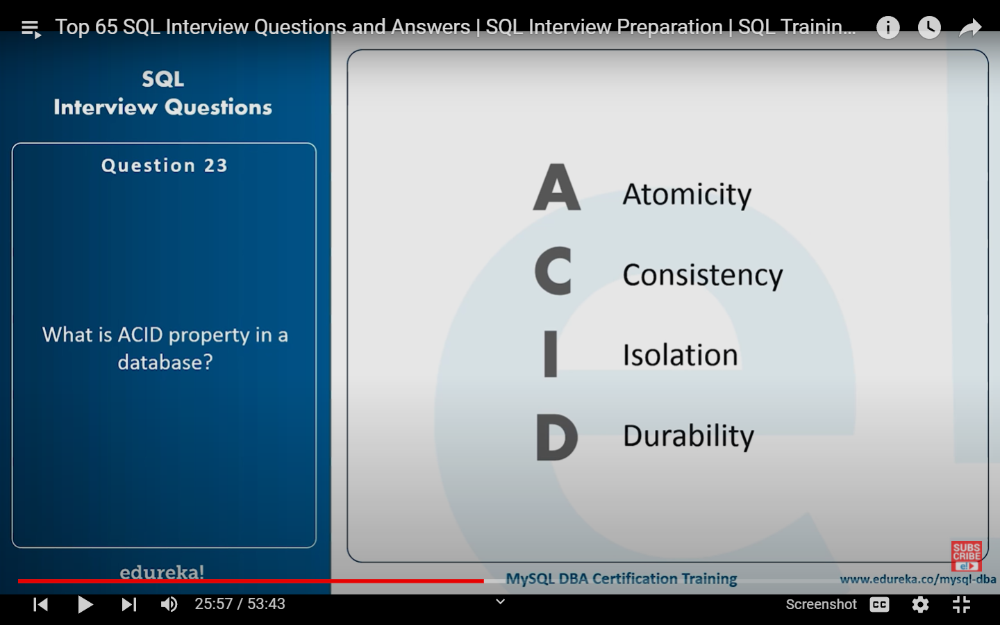 Top 65 SQL Interview Questions and Answers | SQL Interview Preparation | SQL Trainin...
SQL
Interview Questions
Question 23
What is ACID property in a
database?
edureka!
A Atomicity
C Consistency
I Isolation
D Durability
SUBS
CRIBE
e!
MySQL DBA Certification Training
www.edureka.co/mysql-dba
25:57 / 53:43
Screenshot
CC